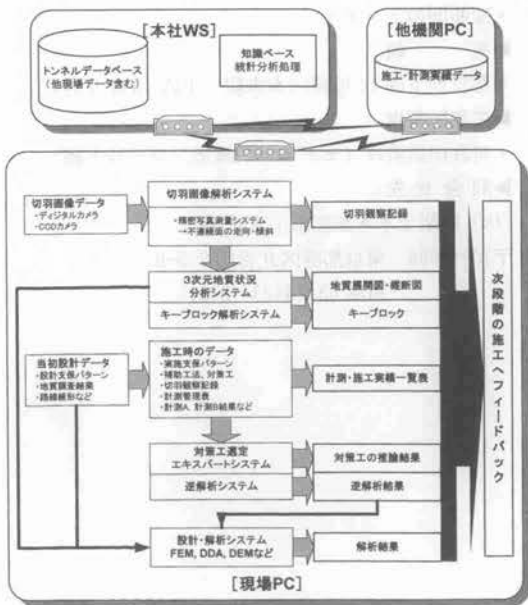 [本社WS]
トンネルデータベース
(他現場データ含む)
知識ベース
統計分析処理
[他機関PC]
施工・計測実績データ
切羽画像データ
・ディジタルカメラ
・CCDカメラ
切羽画像解析システム
・精密写真測量システム
→不連続面の走向・傾斜
切羽観察記録
3次元地質状況
分析システム
地質展開図・縦断図
キーブロック解析システム
キーブロック
当初設計データ
・設計支保パターン
・地質調査結果
・路線線形など
施工時のデータ
・実施支保パターン
・補助工法、対策工
・切羽観察記録
・計測管理表
・計測A、計測B結果など
計測・施工実績一覧表
対策工選定
エキスパートシステム
対策工の推論結果
逆解析システム
逆解析結果
設計・解析システム
FEM, DDA, DEMなど
解析結果
次段階の施工へフィードバック
[現場PC]